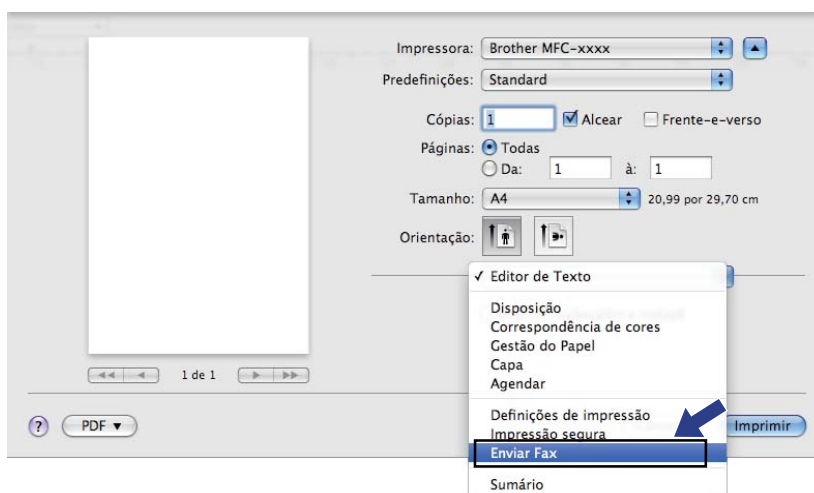 Impressora: Brother MFC-xxxx
Predefinições: Standard
Cópias: 1 Alcear Frente-e-verso
Páginas: Todas
Da: 1 à: 1
Tamanho: A4 20,99 por 29,70 cm
Orientação:
✓ Editor de Texto
Disposição
Correspondência de cores
Gestão do Papel
Capa
Agendar
Definições de impressão
Impressão segura
Enviar Fax
Sumário
1 de 1
? PDF ▼ Imprimir